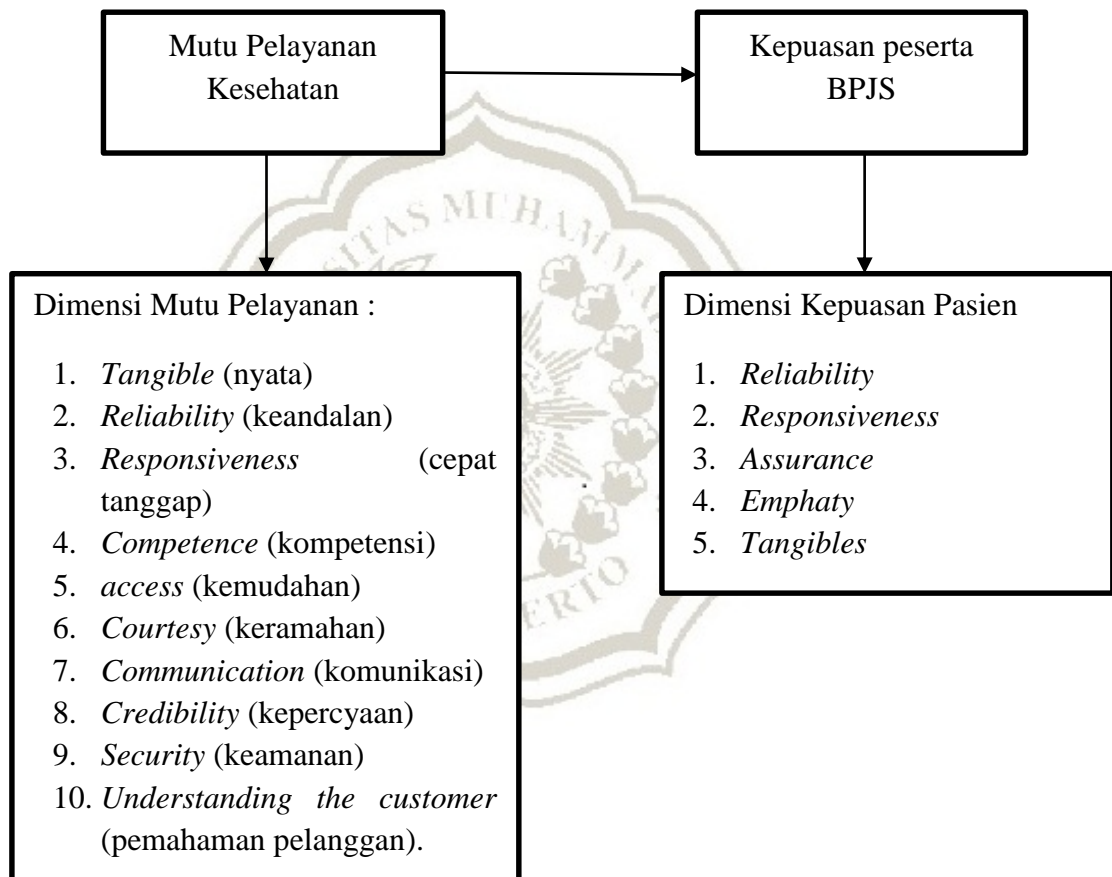 Mutu Pelayanan
Kesehatan
Kepuasan peserta
BPJS
Dimensi Mutu Pelayanan :
1. Tangible (nyata)
2. Reliability (keandalan)
3. Responsiveness (cepat
tanggap)
4. Competence (kompetensi)
5. access (kemudahan)
6. Courtesy (keramahan)
7. Communication (komunikasi)
8. Credibility (kepercyaan)
9. Security (keamanan)
10. Understanding the customer
(pemahaman pelanggan).
Dimensi Kepuasan Pasien
1. Reliability
2. Responsiveness
3. Assurance
4. Emphaty
5. Tangibles